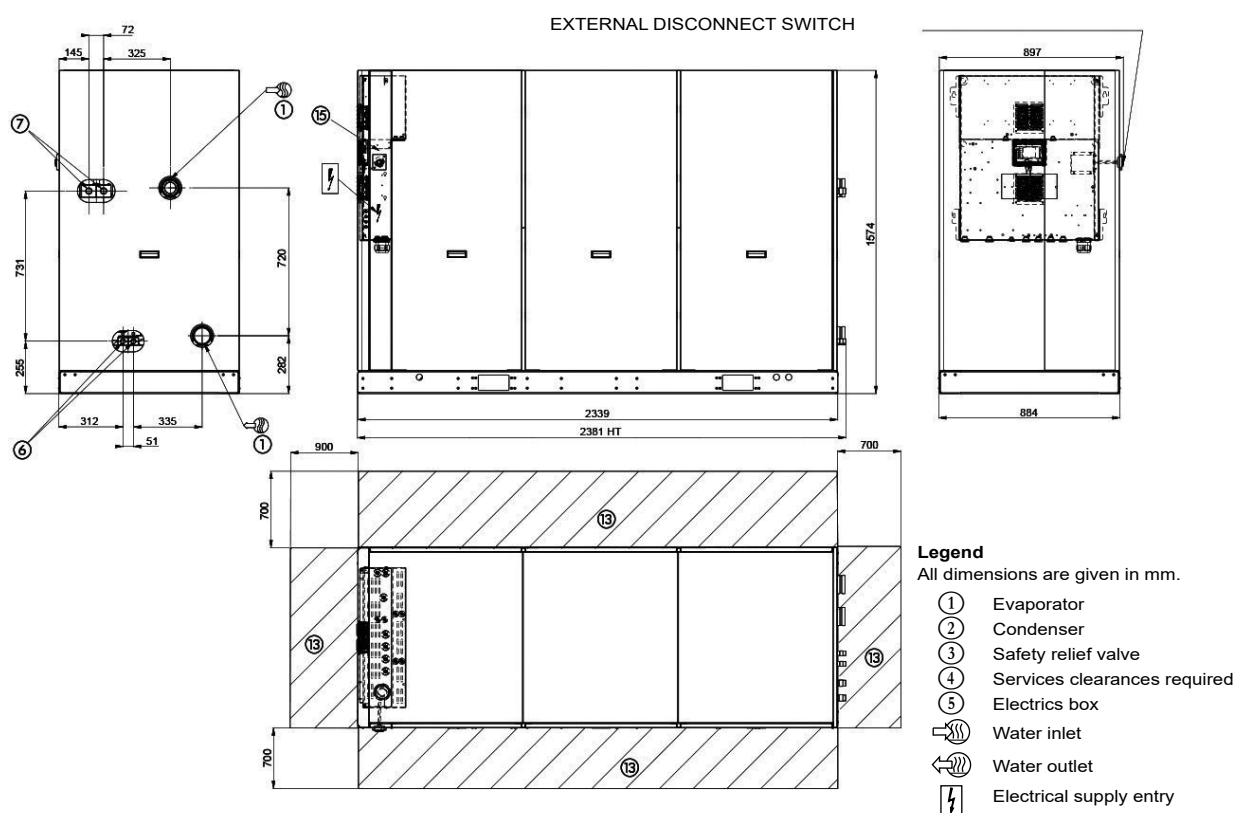 EXTERNAL DISCONNECT SWITCH
72
145
325
897
1
7
15
731
720
1574
255
282
312
335
51
1
6
2339
2381 HT
884
900
700
700
13
13
13
700
13
Legend
All dimensions are given in mm.
1 Evaporator
2 Condenser
3 Safety relief valve
4 Services clearances required
5 Electrics box
Water inlet
Water outlet
Electrical supply entry